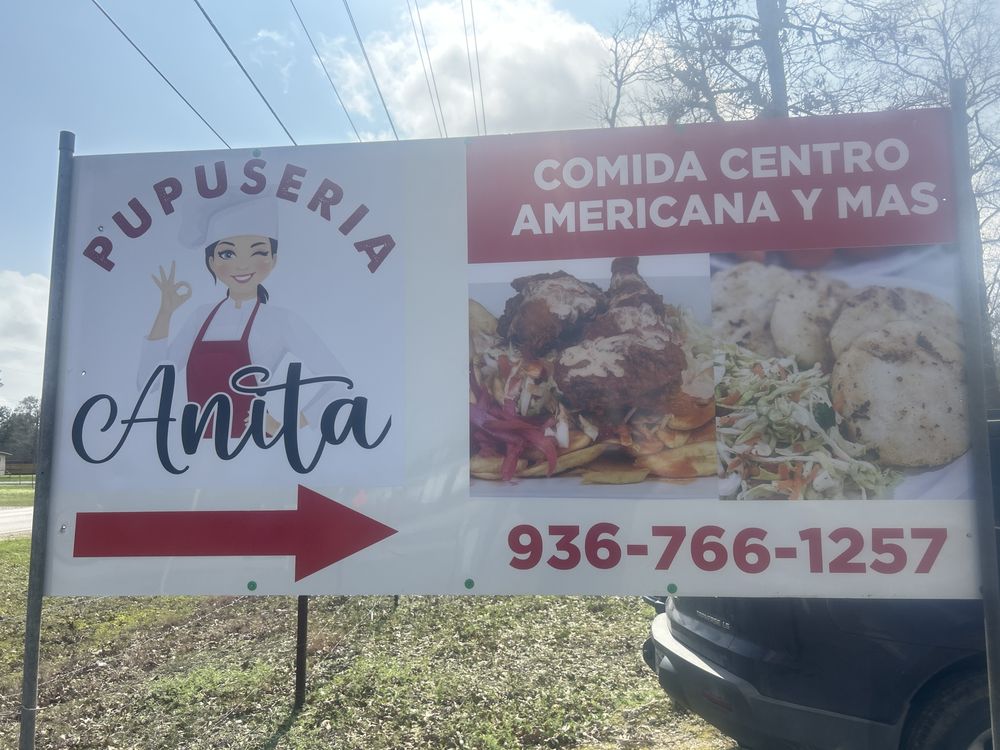 PUPUSERIA
Anita
COMIDA CENTRO
AMERICANA Y MAS
936-766-1257